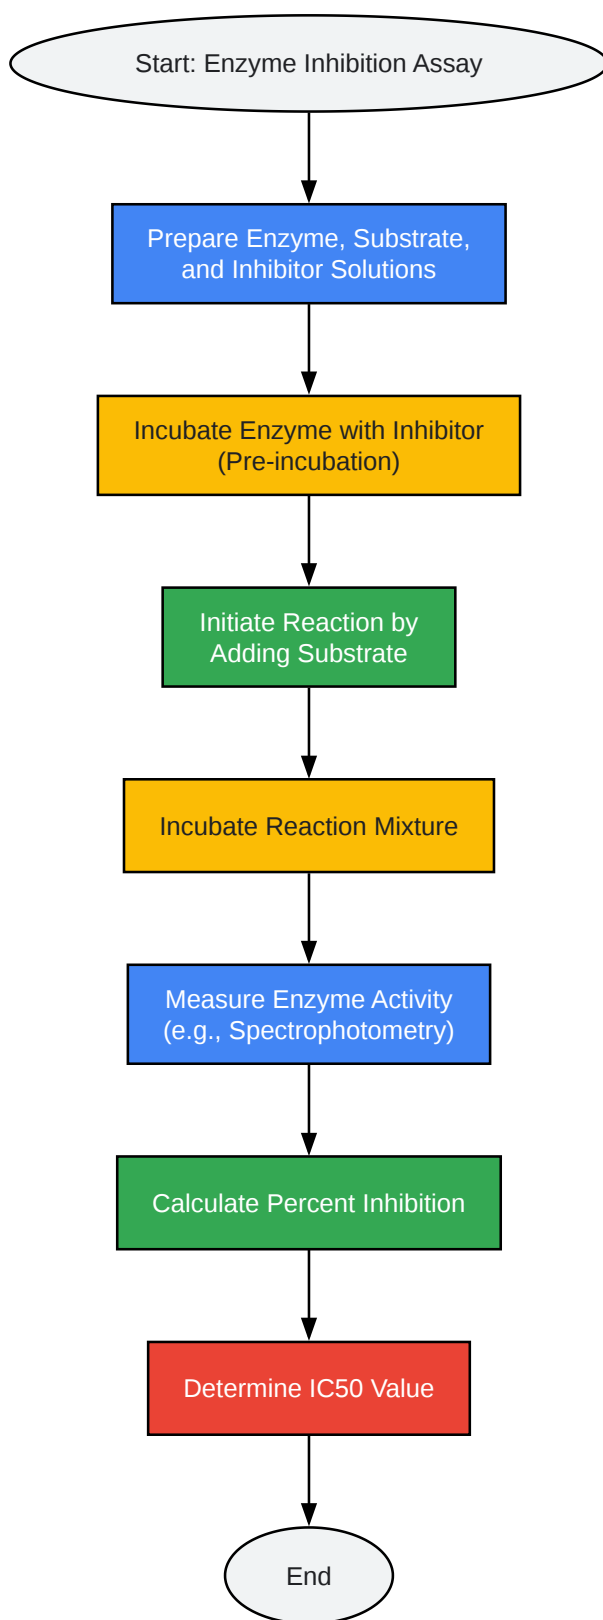 Start: Enzyme Inhibition Assay
Prepare Enzyme, Substrate,
and Inhibitor Solutions
Incubate Enzyme with Inhibitor
(Pre-incubation)
Initiate Reaction by
Adding Substrate
Incubate Reaction Mixture
Measure Enzyme Activity
(e.g., Spectrophotometry)
Calculate Percent Inhibition
Determine IC50 Value
End